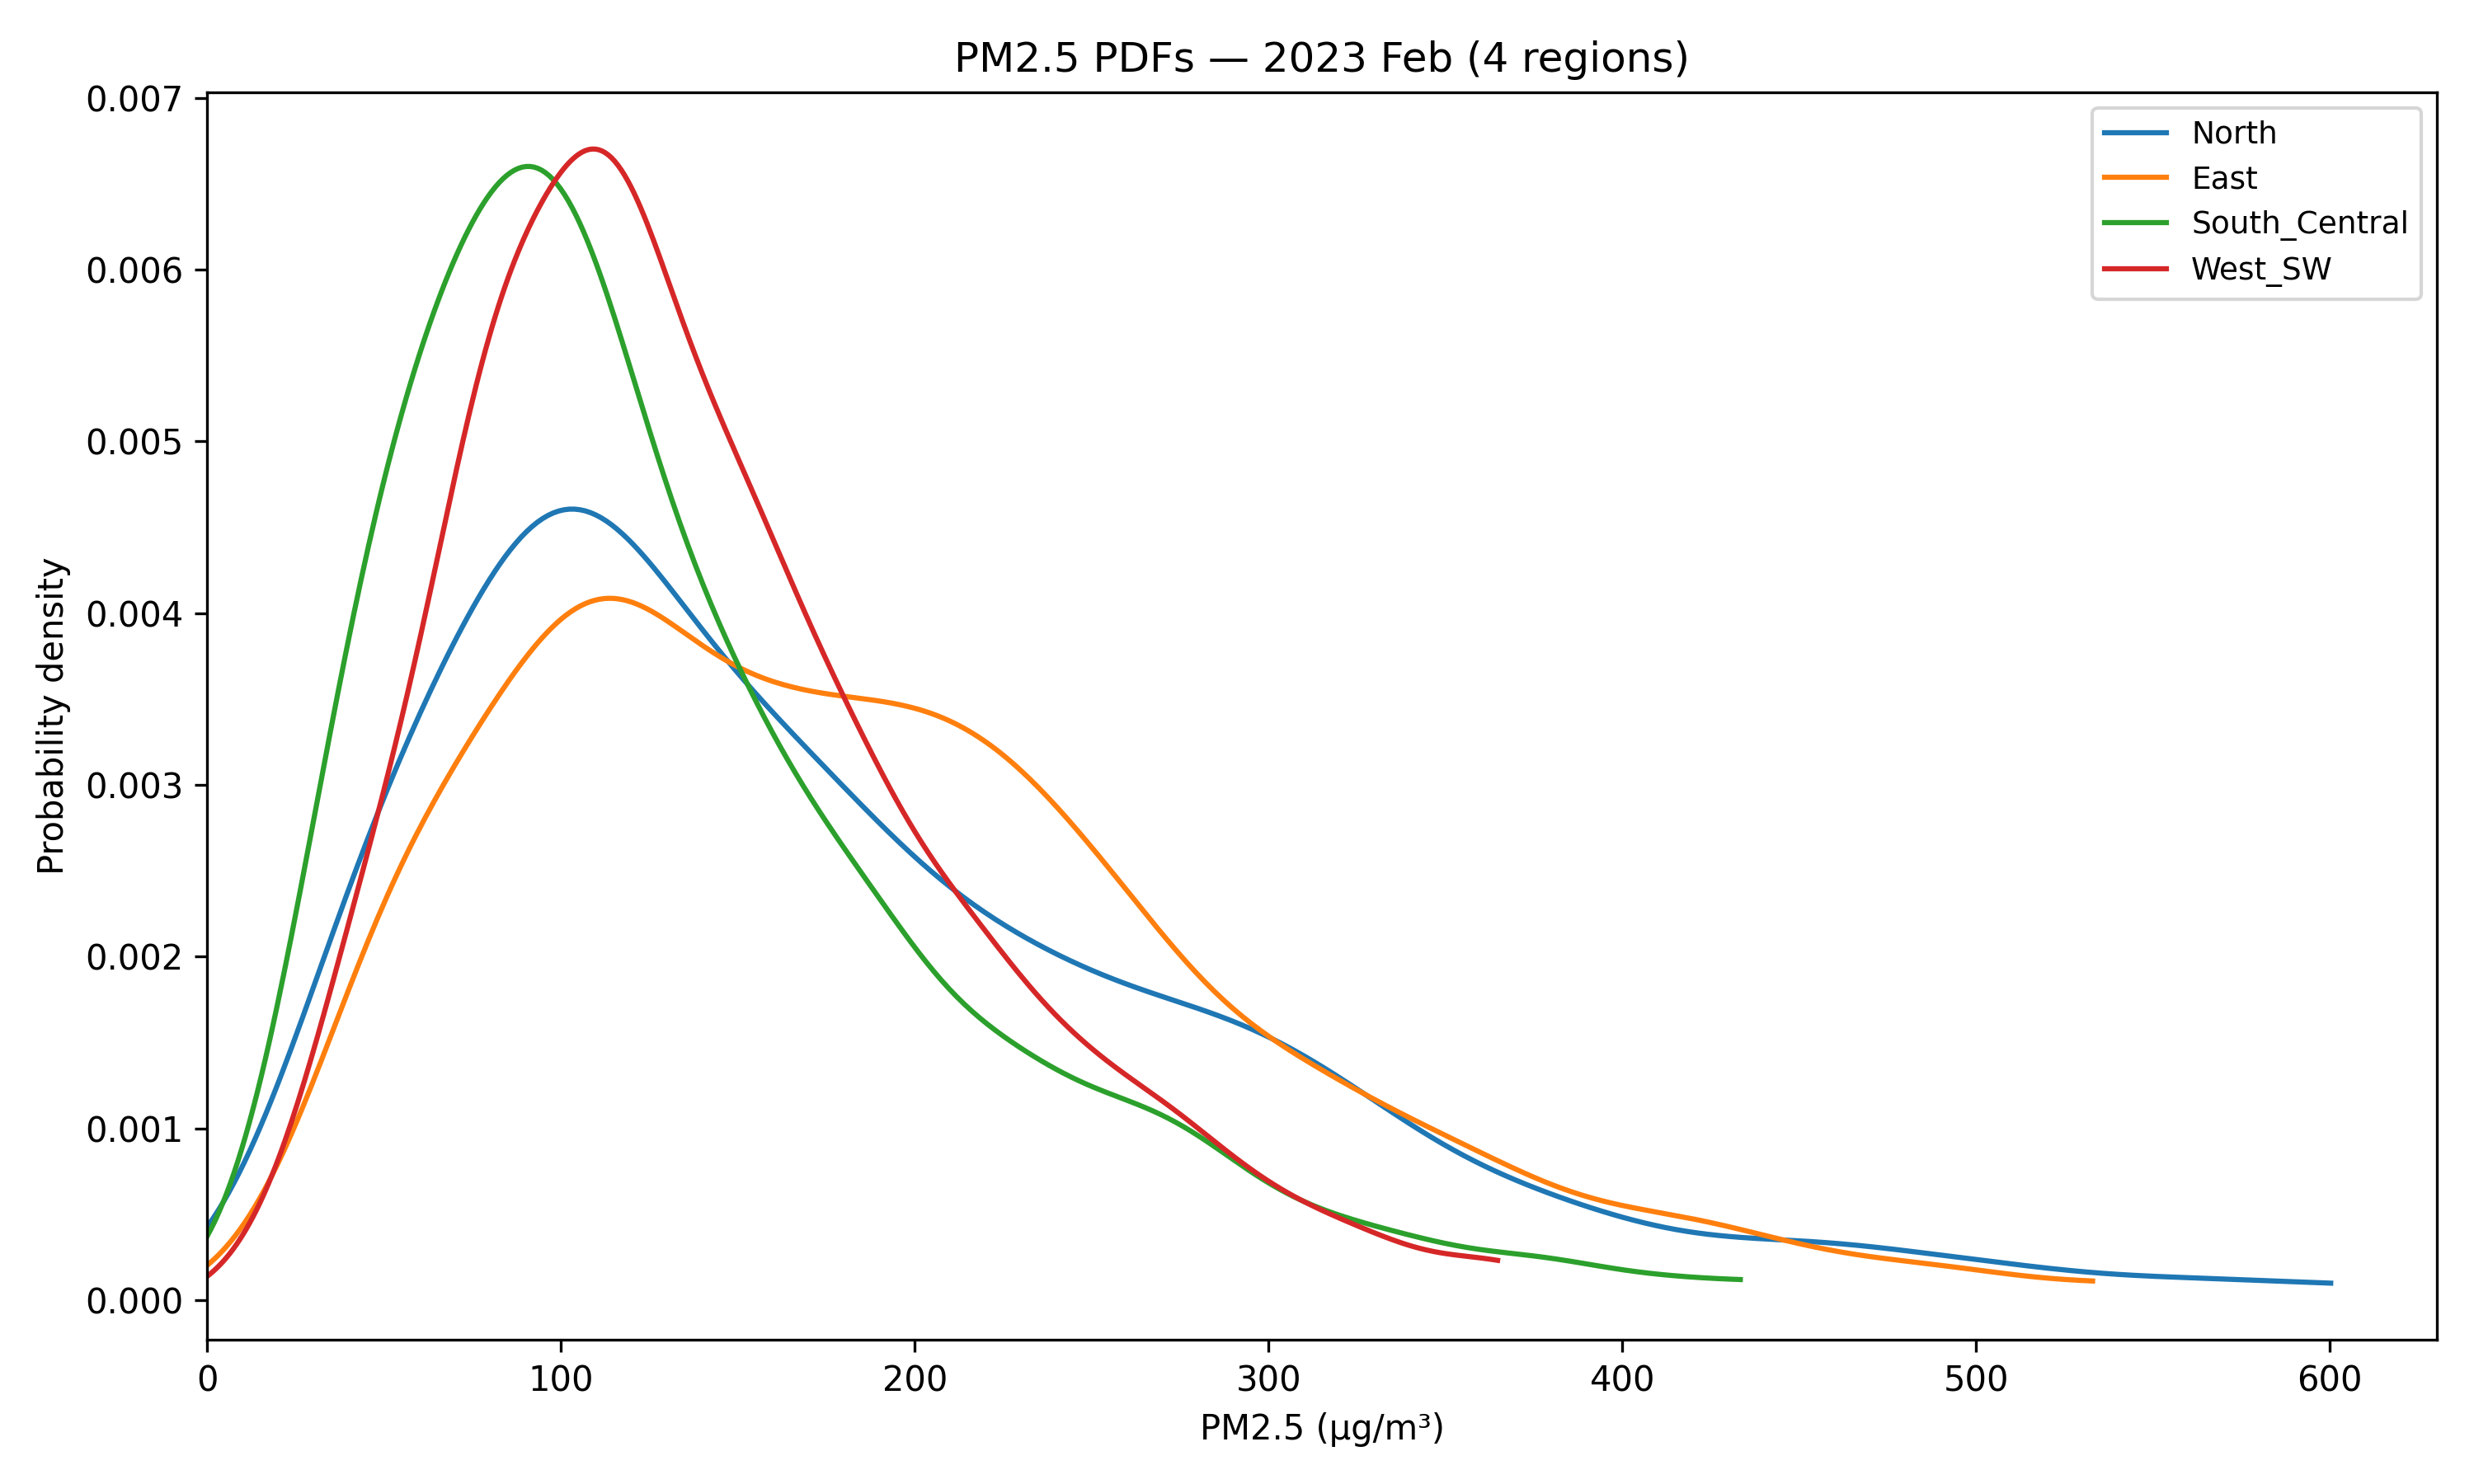 PM2.5 PDFs — 2023 Feb (4 regions)
0.007
0.006
0.005
0.004
0.003
0.002
0.001
0.000
Probability density
North
East
South_Central
West_SW
0 100 200 300 400 500 600
PM2.5 (µg/m³)